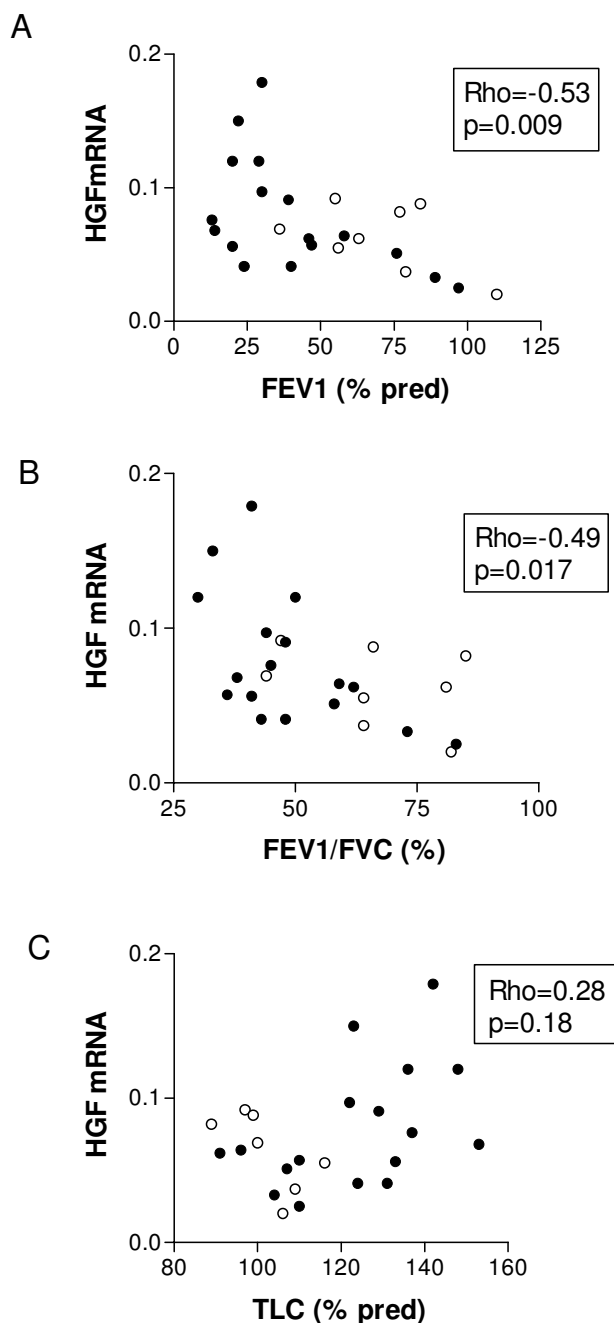 A
0.2
Rho=-0.53
p=0.009
HGFmRNA
0.1
0.0
0 25 50 75 100 125
FEV1 (% pred)
B
0.2
Rho=-0.49
p=0.017
HGF mRNA
0.1
0.0
25 50 75 100
FEV1/FVC (%)
C
0.2
Rho=0.28
p=0.18
HGF mRNA
0.1
0.0
80 100 120 140 160
TLC (% pred)